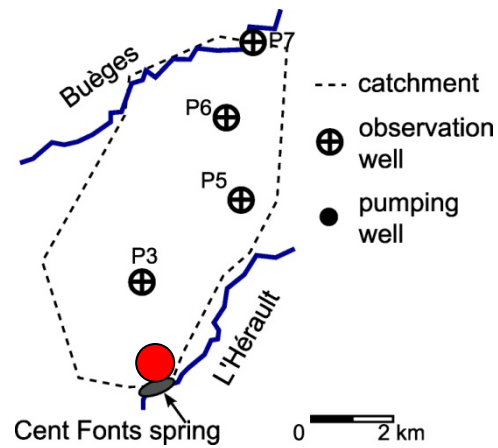 P7
Buèges
P6
P5
P3
L'Hérault
Cent Fonts spring
catchment
observation
well
pumping
well
0 2 km